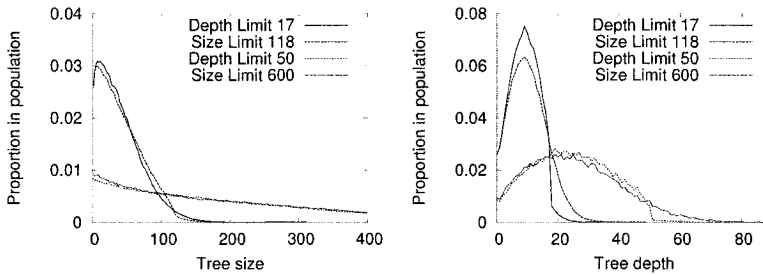 0.04
0.03
0.02
0.01
0
Proportion in population
Depth Limit 17
Size Limit 118
Depth Limit 50
Size Limit 600
0 100 200 300 400
Tree size
0.08
0.06
0.04
0.02
0
Proportion in population
Depth Limit 17
Size Limit 118
Depth Limit 50
Size Limit 600
0 20 40 60 80
Tree depth